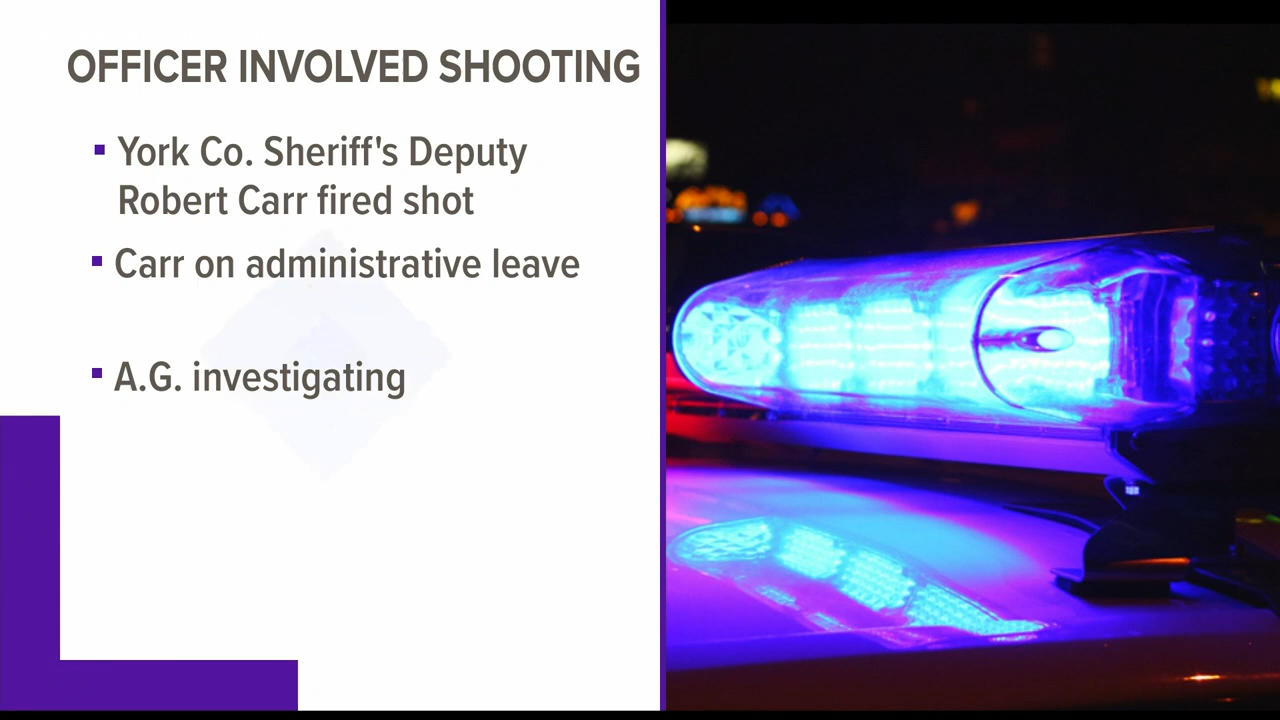 OFFICER INVOLVED SHOOTING
▪ York Co. Sheriff's Deputy
Robert Carr fired shot
▪ Carr on administrative leave
▪ A.G. investigating